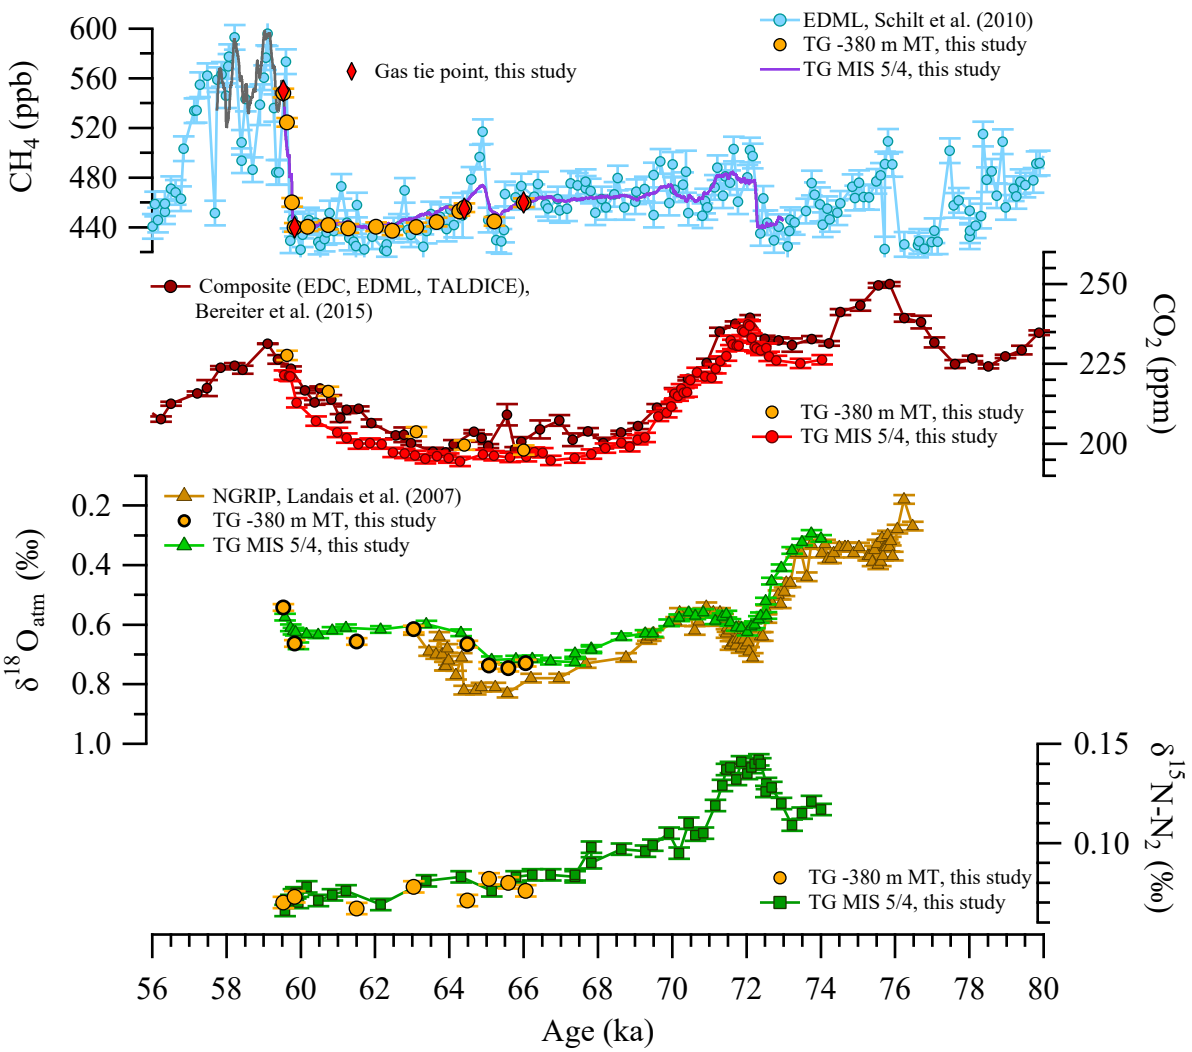 600
560
520
480
440
CH4 (ppb)
EDML, Schilt et al. (2010)
TG -380 m MT, this study
TG MIS 5/4, this study
Gas tie point, this study
Composite (EDC, EDML, TALDICE),
Bereiter et al. (2015)
250
225
200
CO2 (ppm)
TG -380 m MT, this study
TG MIS 5/4, this study
NGRIP, Landais et al. (2007)
TG -380 m MT, this study
TG MIS 5/4, this study
0.2
0.4
0.6
0.8
1.0
δ18Oatm (‰)
0.15
0.10
δ15N-N2 (‰)
TG -380 m MT, this study
TG MIS 5/4, this study
56 58 60 62 64 66 68 70 72 74 76 78 80
Age (ka)